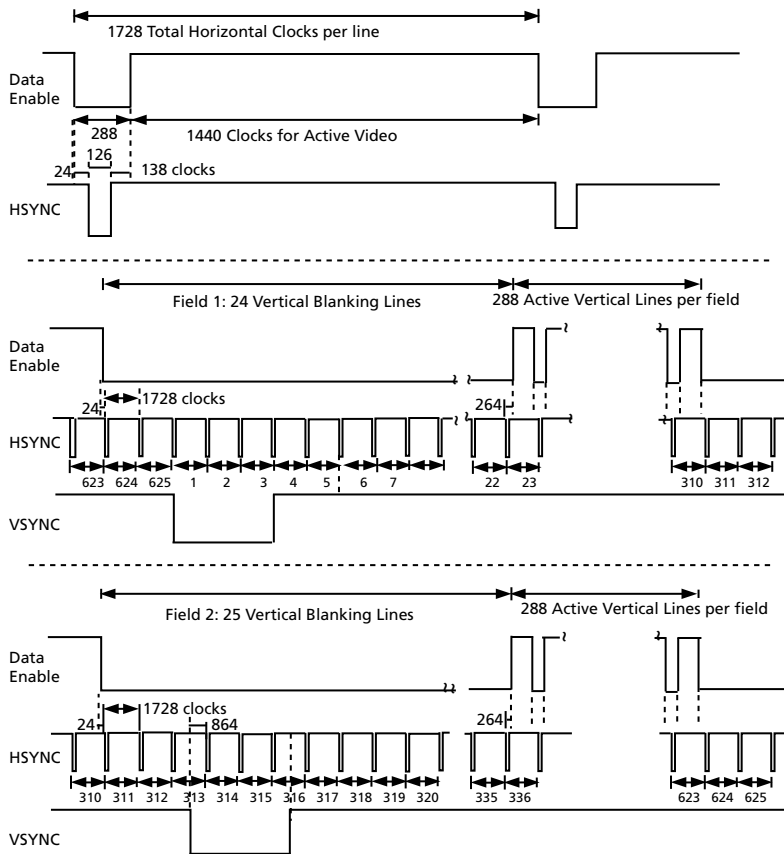 1728 Total Horizontal Clocks per line
Data
Enable
288
1440 Clocks for Active Video
126
24
138 clocks
HSYNC
Field 1: 24 Vertical Blanking Lines
288 Active Vertical Lines per field
Data
Enable
24
1728 clocks
264
HSYNC
623 624 625 1 2 3 4 5 6 7 22 23 310 311 312
VSYNC
Field 2: 25 Vertical Blanking Lines
288 Active Vertical Lines per field
Data
Enable
1728 clocks
24
864
264
HSYNC
310 311 312 313 314 315 316 317 318 319 320 335 336 623 624 625
VSYNC